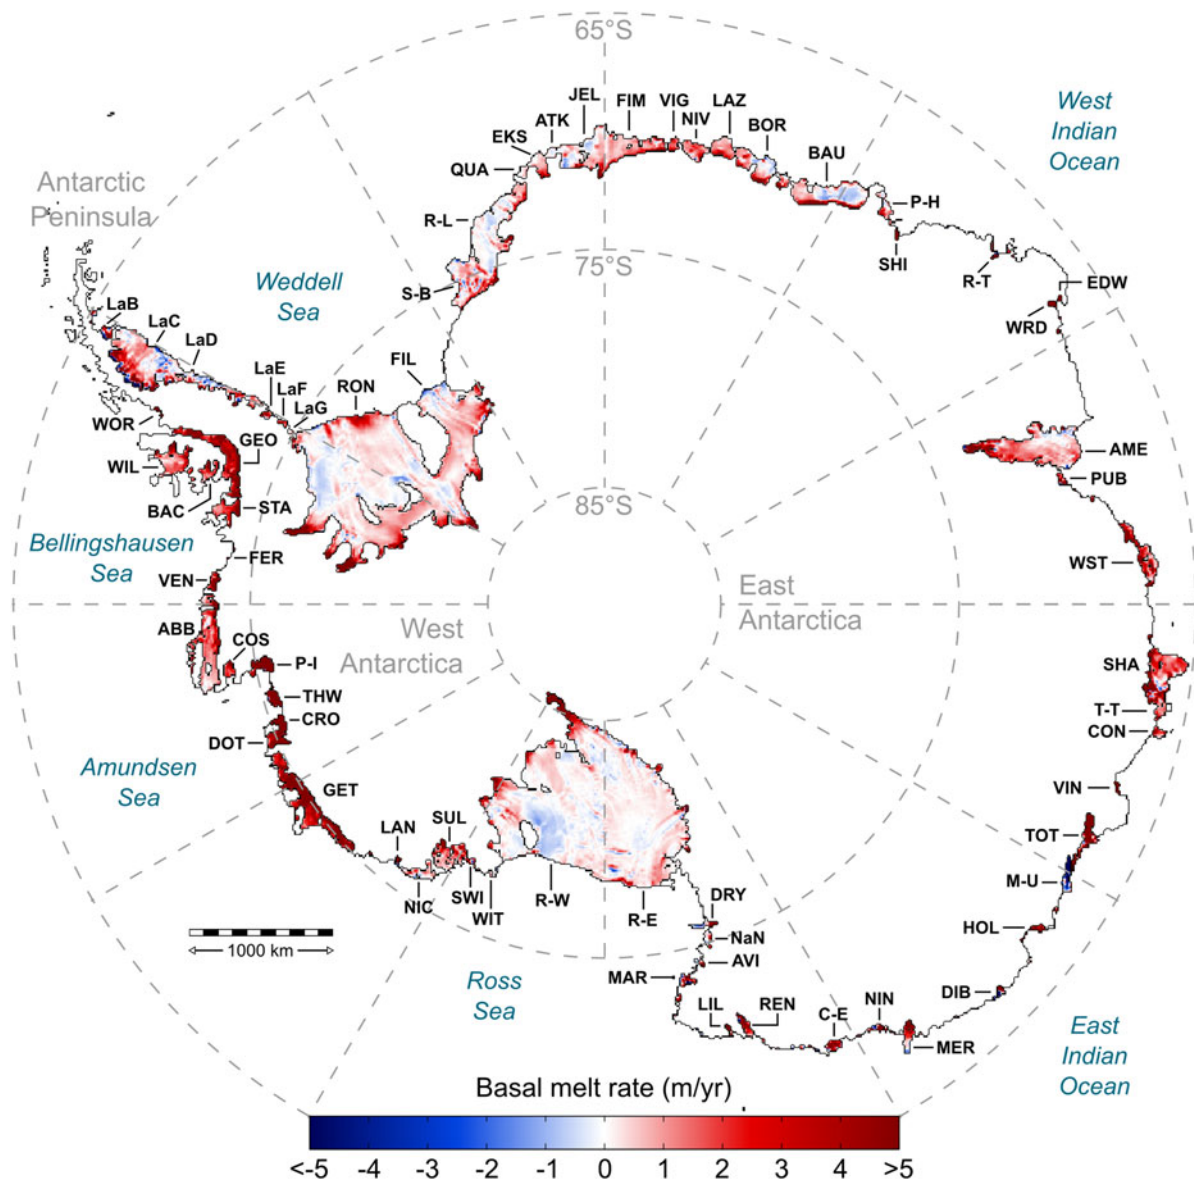 65°S
JEL
FIM
VIG
LAZ
NIV
ATK
EKS
BOR
West
Indian
Ocean
QUA
BAU
Antarctic
Peninsula
P-H
R-L
75°S
SHI
R-T
Weddell
Sea
S-B
EDW
WRD
LaB
LaC
LaD
FIL
LaE
RON
LaF
LaG
WOR
GEO
AME
WIL
PUB
BAC
STA
85°S
Bellingshausen
Sea
FER
WST
VEN
East
Antarctica
ABB
West
Antarctica
COS
P-I
SHA
THW
T-T
CRO
CON
DOT
Amundsen
Sea
GET
VIN
LAN
SUL
TOT
M-U
NIC
SWI
WIT
R-W
R-E
DRY
HOL
1000 km
NaN
AVI
Ross
Sea
MAR
DIB
LIL
REN
C-E
NIN
MER
East
Indian
Ocean
Basal melt rate (m/yr)
<-5 -4 -3 -2 -1 0 1 2 3 4 >5